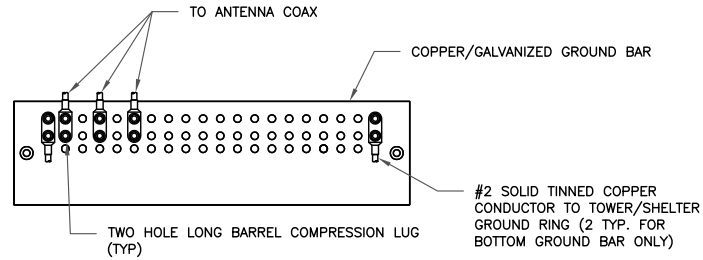 TO ANTENNA COAX
COPPER/GALVANIZED GROUND BAR
#2 SOLID TINNED COPPER
CONDUCTOR TO TOWER/SHELTER
GROUND RING (2 TYP. FOR
BOTTOM GROUND BAR ONLY)
TWO HOLE LONG BARREL COMPRESSION LUG
(TYP)